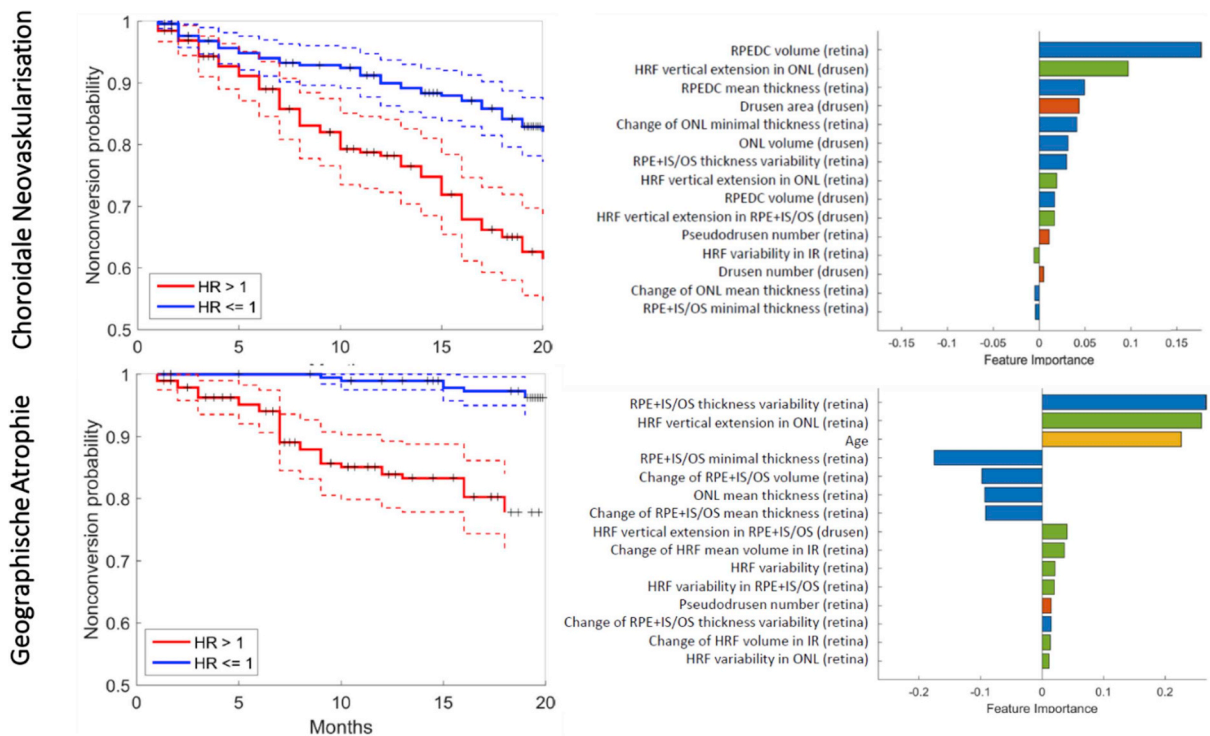 Choroidale Neovaskularisation
Nonconversion probability
1
0.9
0.8
0.7
0.6
0.5
HR > 1
HR <= 1
0
5
10
15
20
RPEDC volume (retina)
HRF vertical extension in ONL (drusen)
RPEDC mean thickness (retina)
Drusen area (drusen)
Change of ONL minimal thickness (retina)
ONL volume (drusen)
RPE+IS/OS thickness variability (retina)
HRF vertical extension in ONL (retina)
RPEDC volume (drusen)
HRF vertical extension in RPE+IS/OS (drusen)
Pseudodrusen number (retina)
HRF variability in IR (retina)
Drusen number (drusen)
Change of ONL mean thickness (retina)
RPE+IS/OS minimal thickness (retina)
-0.15 -0.1 -0.05 0 0.05 0.1 0.15
Feature Importance
Geographische Atrophie
Nonconversion probability
1
0.9
0.8
0.7
0.6
0.5
HR > 1
HR <= 1
0
5
10
15
20
Months
RPE+IS/OS thickness variability (retina)
HRF vertical extension in ONL (retina)
Age
RPE+IS/OS minimal thickness (retina)
Change of RPE+IS/OS volume (retina)
ONL mean thickness (retina)
Change of RPE+IS/OS mean thickness (retina)
HRF vertical extension in RPE+IS/OS (drusen)
Change of HRF mean volume in IR (retina)
HRF variability (retina)
HRF variability in RPE+IS/OS (retina)
Pseudodrusen number (retina)
Change of RPE+IS/OS thickness variability (retina)
Change of HRF volume in IR (retina)
HRF variability in ONL (retina)
-0.2 -0.1 0 0.1 0.2
Feature Importance